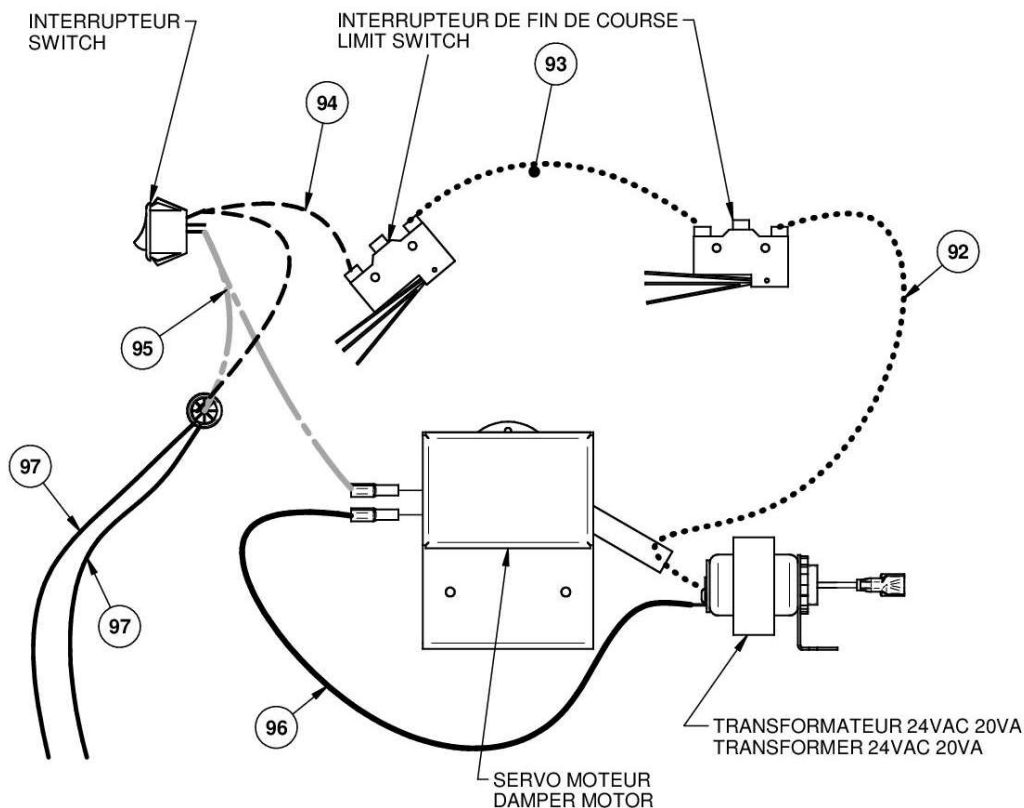 INTERRUPTEUR
SWITCH
INTERRUPTEUR DE FIN DE COURSE
LIMIT SWITCH
93
94
92
95
97
97
96
TRANSFORMATEUR 24VAC 20VA
TRANSFORMER 24VAC 20VA
SERVO MOTEUR
DAMPER MOTOR